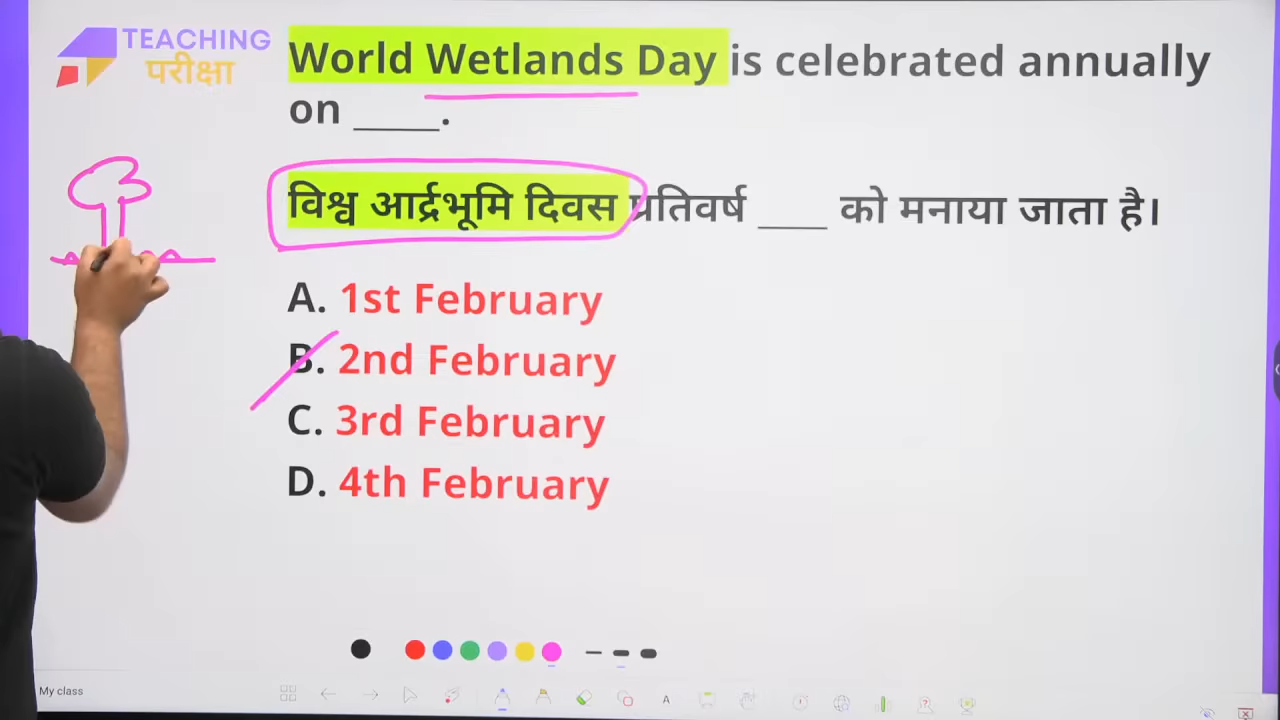 TEACHING
परीक्षा
World Wetlands Day is celebrated annually
on _____.
विश्व आर्द्रभूमि दिवस प्रतिवर्ष ____ को मनाया जाता है।
A. 1st February
B. 2nd February
C. 3rd February
D. 4th February
My class